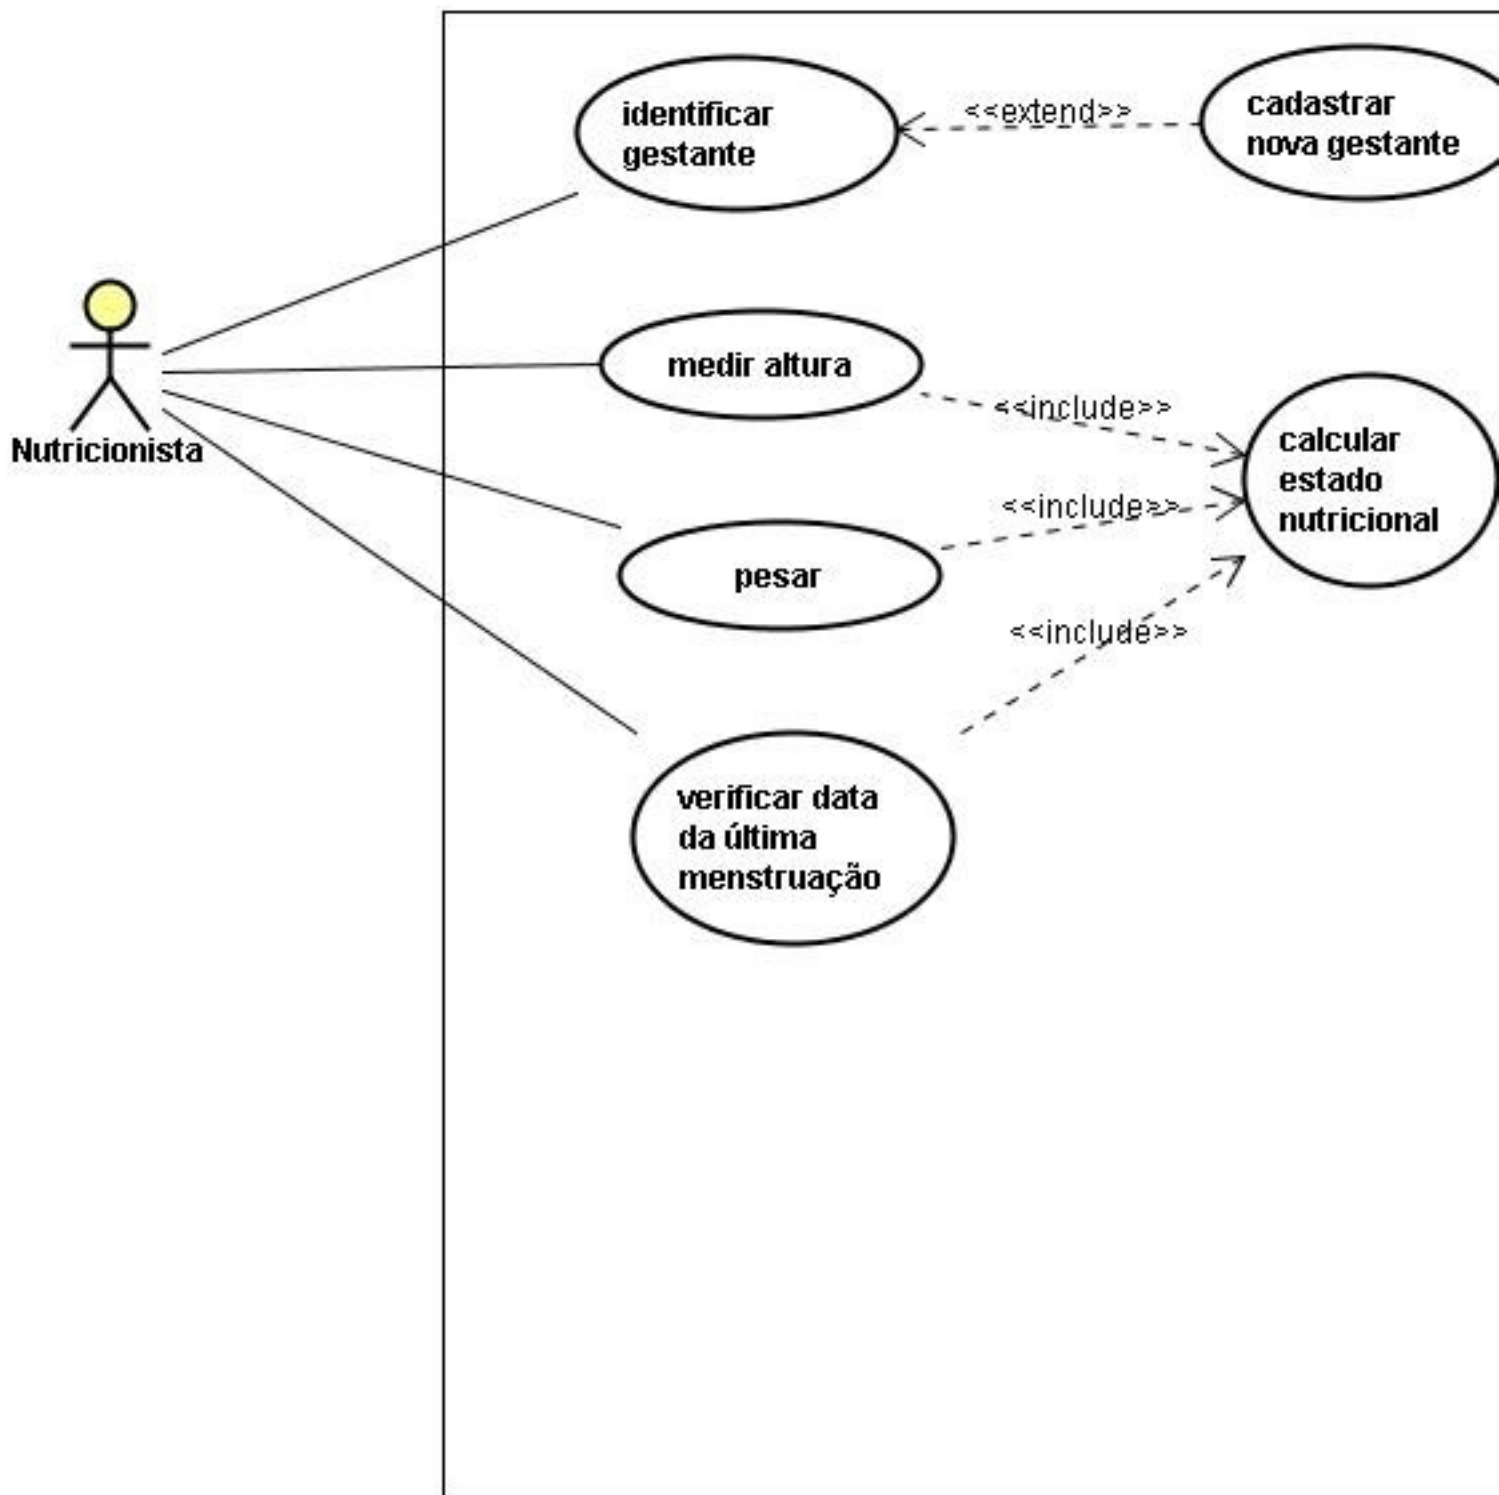 identificar
gestante
<<extend>>
cadastrar
nova gestante
Nutricionista
medir altura
<<include>>
calcular
estado
nutricional
<<include>>
pesar
<<include>>
verificar data
da última
menstruação